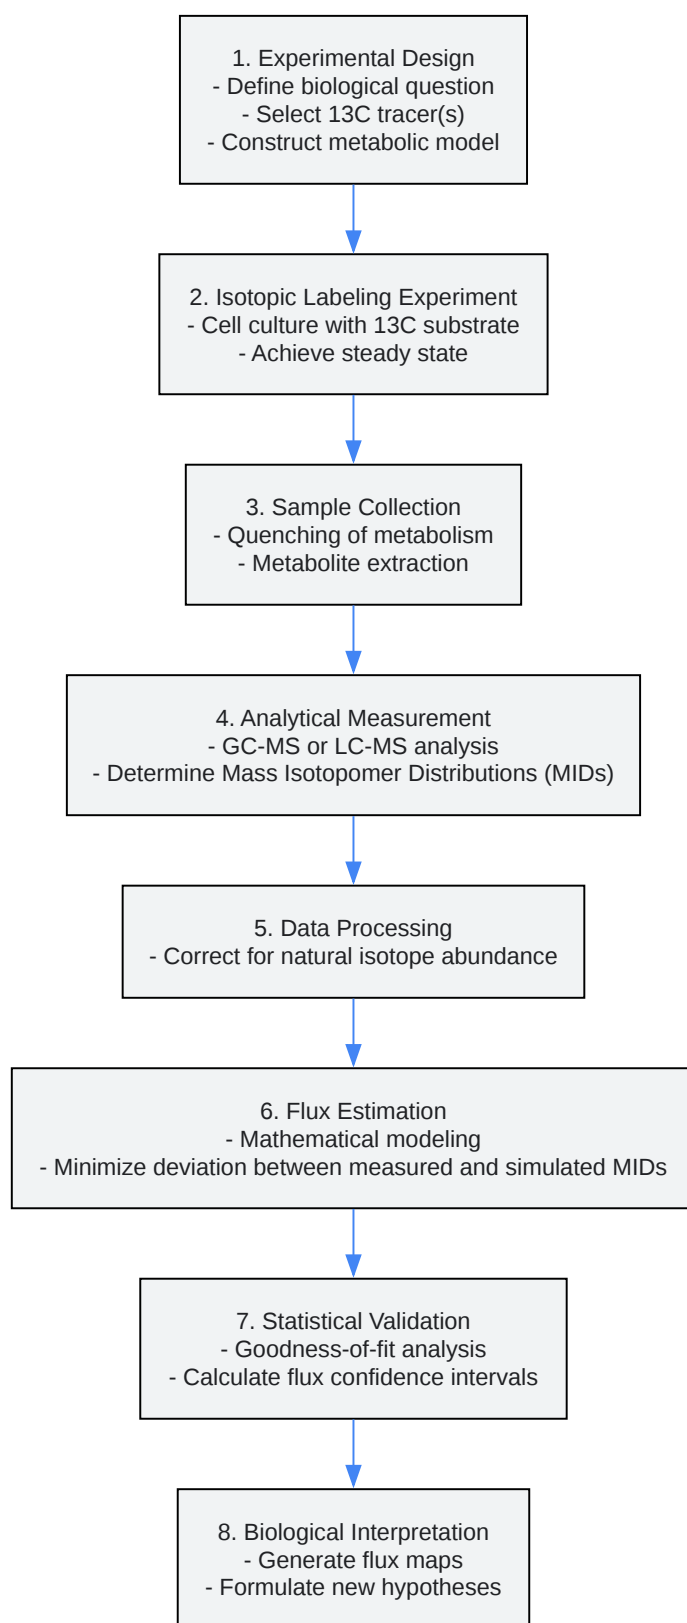 1. Experimental Design
- Define biological question
- Select 13C tracer(s)
- Construct metabolic model
2. Isotopic Labeling Experiment
- Cell culture with 13C substrate
- Achieve steady state
3. Sample Collection
- Quenching of metabolism
- Metabolite extraction
4. Analytical Measurement
- GC-MS or LC-MS analysis
- Determine Mass Isotopomer Distributions (MIDs)
5. Data Processing
- Correct for natural isotope abundance
6. Flux Estimation
- Mathematical modeling
- Minimize deviation between measured and simulated MIDs
7. Statistical Validation
- Goodness-of-fit analysis
- Calculate flux confidence intervals
8. Biological Interpretation
- Generate flux maps
- Formulate new hypotheses